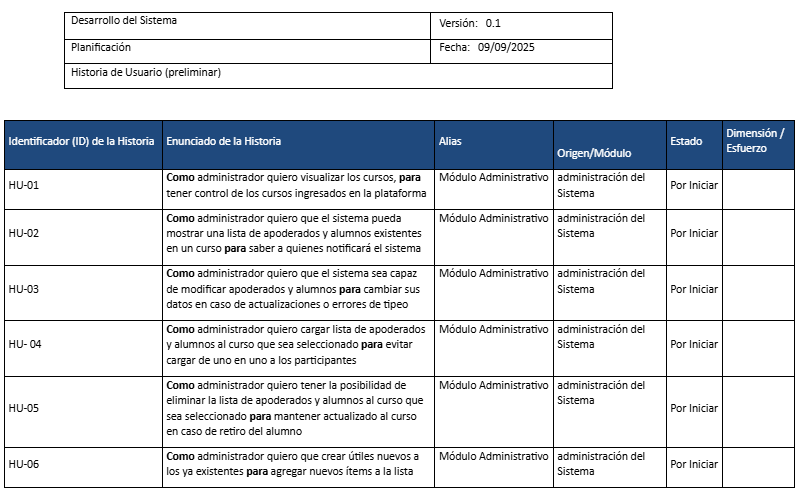 Desarrollo del Sistema
Versión: 0.1
Planificación
Fecha: 09/09/2025
Historia de Usuario (preliminar)
Identificador (ID) de la Historia
Enunciado de la Historia
Alias
Origen/Módulo
Estado
Dimensión /
Esfuerzo
HU-01
Como administrador quiero visualizar los cursos, para
tener control de los cursos ingresados en la plataforma
Módulo Administrativo
administración del
Sistema
Por Iniciar
HU-02
Como administrador quiero que el sistema pueda
mostrar una lista de apoderados y alumnos existentes
en un curso para saber a quienes notificará el sistema
Módulo Administrativo
administración del
Sistema
Por Iniciar
HU-03
Como administrador quiero que el sistema sea capaz
de modificar apoderados y alumnos para cambiar sus
datos en caso de actualizaciones o errores de tipeo
Módulo Administrativo
administración del
Sistema
Por Iniciar
HU- 04
Como administrador quiero cargar lista de apoderados
y alumnos al curso que sea seleccionado para evitar
cargar de uno en uno a los participantes
Módulo Administrativo
administración del
Sistema
Por Iniciar
HU-05
Como administrador quiero tener la posibilidad de
eliminar la lista de apoderados y alumnos al curso que
sea seleccionado para mantener actualizado al curso
en caso de retiro del alumno
Módulo Administrativo
administración del
Sistema
Por Iniciar
HU-06
Como administrador quiero que crear útiles nuevos a
los ya existentes para agregar nuevos ítems a la lista
Módulo Administrativo
administración del
Sistema
Por Iniciar